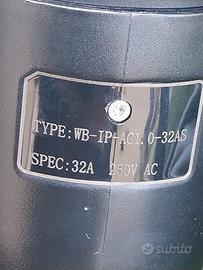 TYPE:WB-IP-AC1.0-32AS
SPEC:32A 250V AC
subito